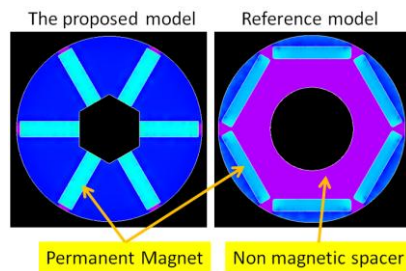 The proposed model
Reference model
Permanent Magnet
Non magnetic spacer